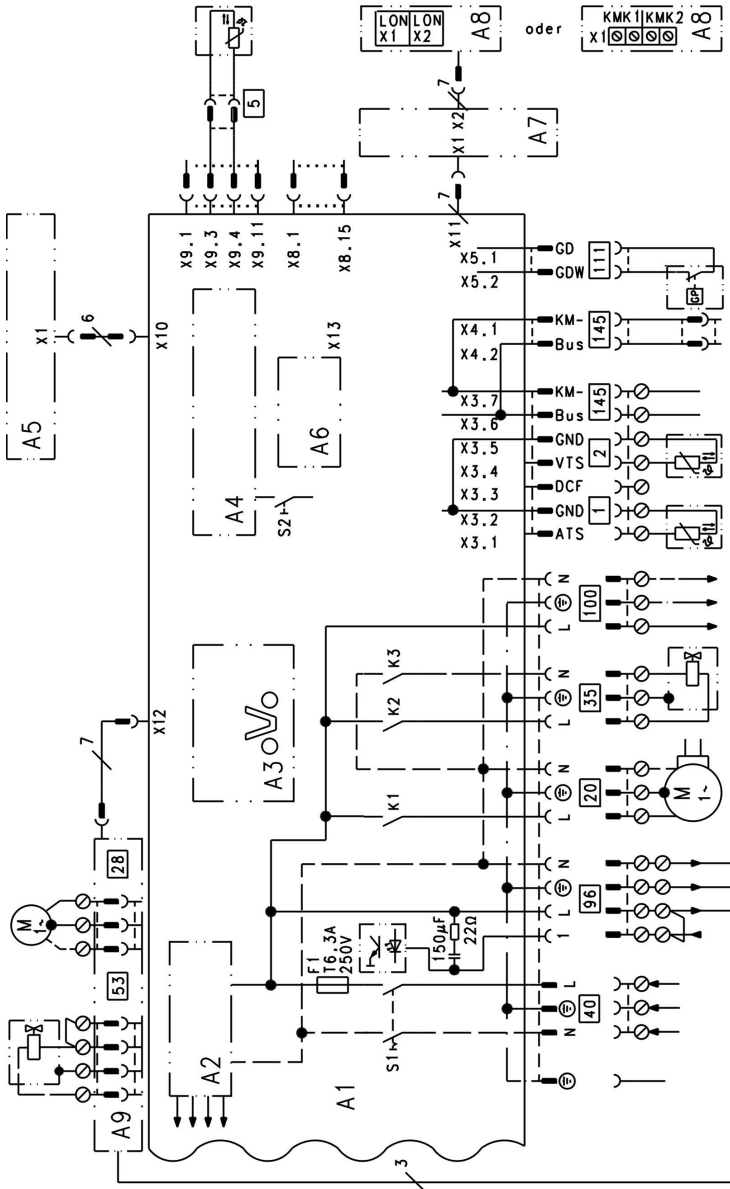 LON LON
X1 X2
A8
oder
KMK1 KMK2
X1
A8
5
7
X1 X2
A7
7
X11
A5
X1
6
X10
X9.1
X9.3
X9.4
X9.11
X8.1
X8.15
X13
A4
A6
S2
X5.1
X5.2
GD
GDW
111
GP
X4.1
X4.2
KM-
Bus
145
X3.7
X3.6
X3.5
X3.4
X3.3
X3.2
X3.1
KM-
Bus
GND
VTS
DCF
GND
ATS
145
2
1
ϑ
ϑ
ϑ
X12
7
A3
K3
K2
K1
N
L
100
N
L
35
N
L
20
M
1~
N
L
1
96
L
N
40
28
M
1~
53
A9
A2
A1
F1
T6,3A
250V
150µF
22Ω
S1
3